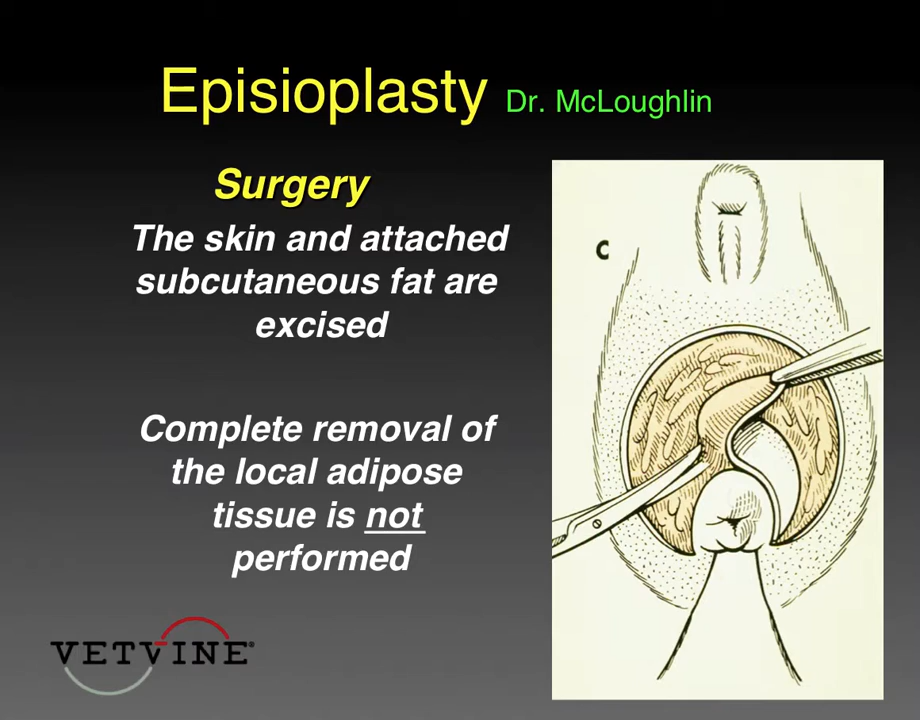 Episioplasty Dr. McLoughlin
Surgery
The skin and attached
subcutaneous fat are
excised
Complete removal of
the local adipose
tissue is not
performed
C
VETVINE®